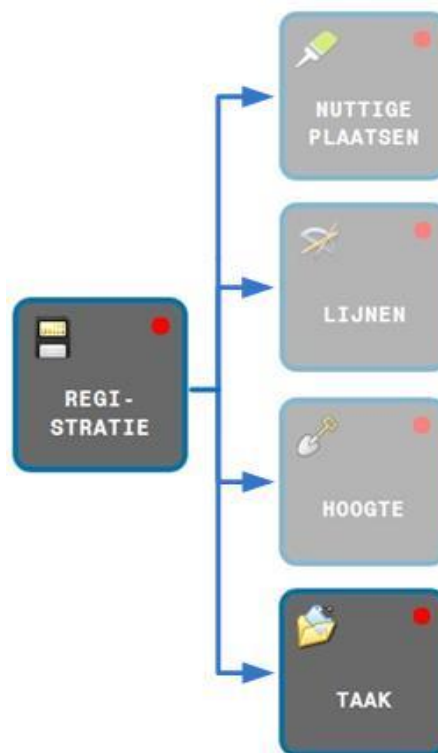 NUTTIGE
PLAATSEN
LIJNEN
REGI-
STRATIE
HOOGTE
TAAK